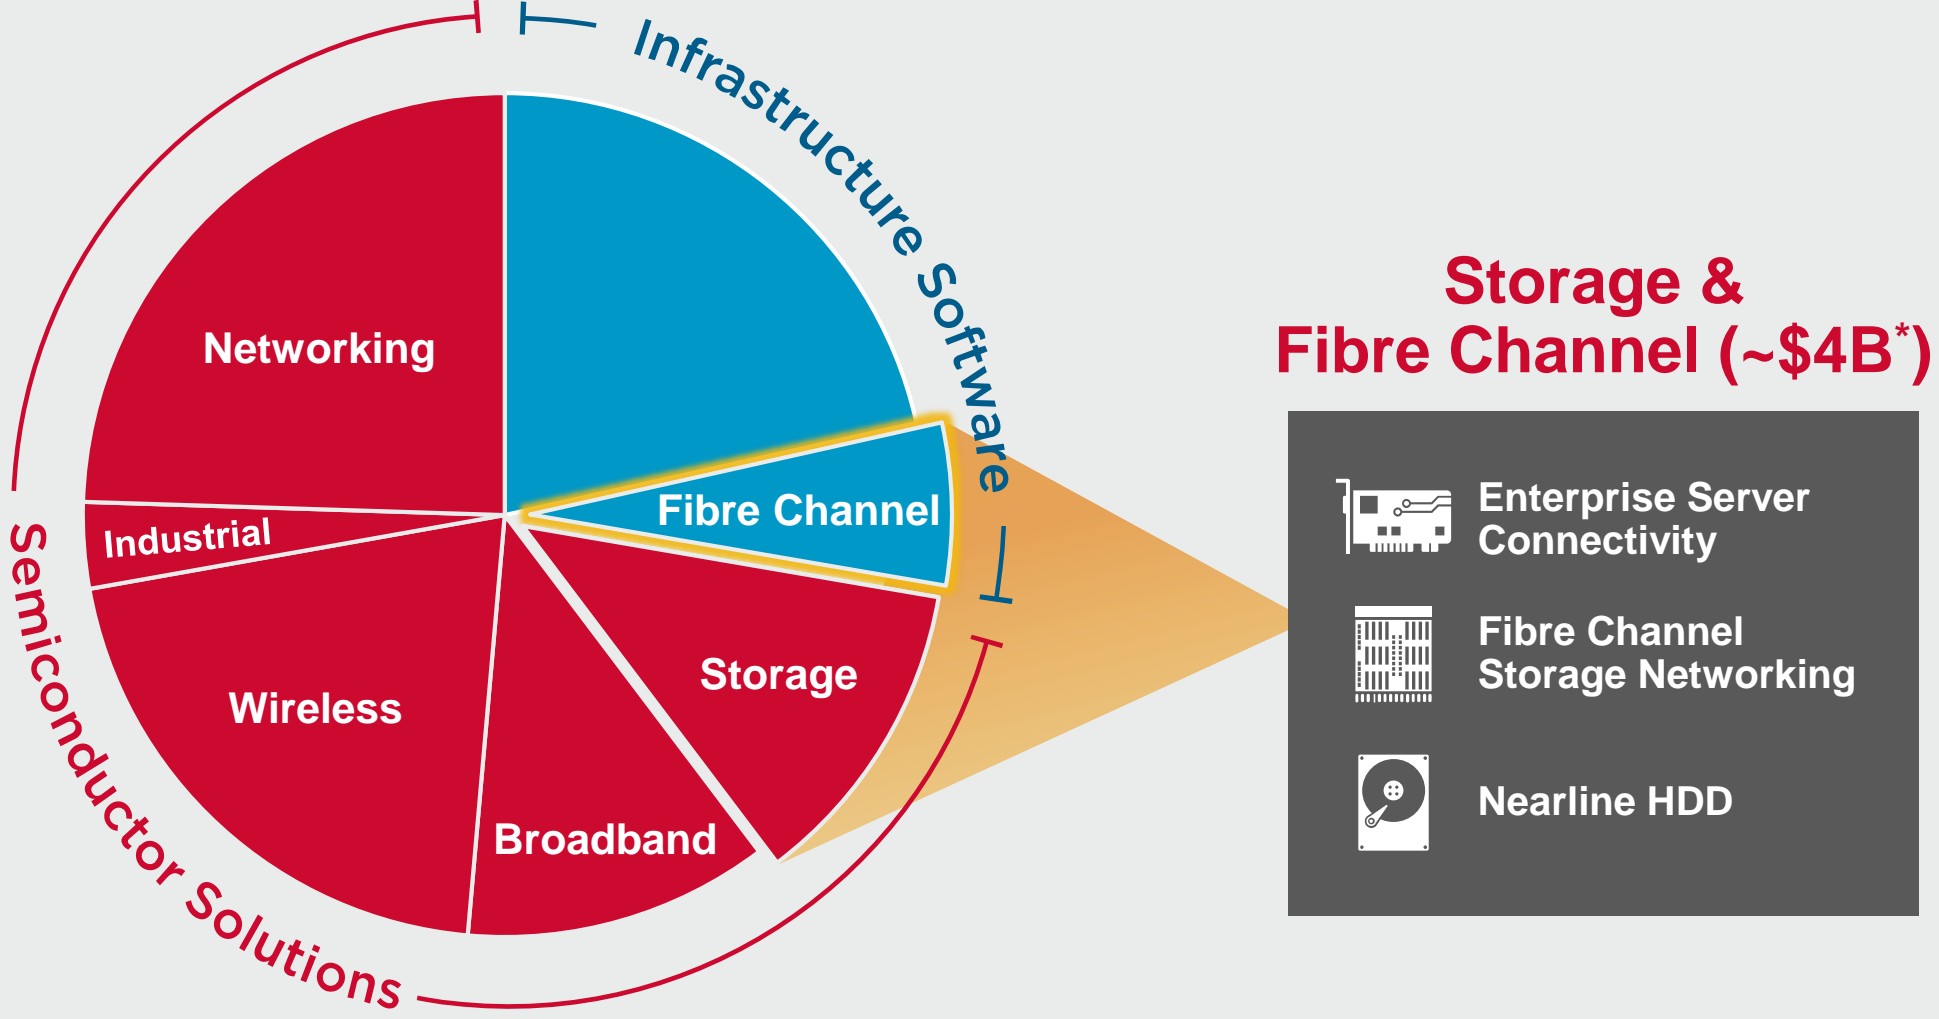 Infrastructure Software
Networking
Industrial
Fibre Channel
Storage
Wireless
Broadband
Semiconductor Solutions
Storage &
Fibre Channel (~$4B*)
Enterprise Server
Connectivity
Fibre Channel
Storage Networking
Nearline HDD